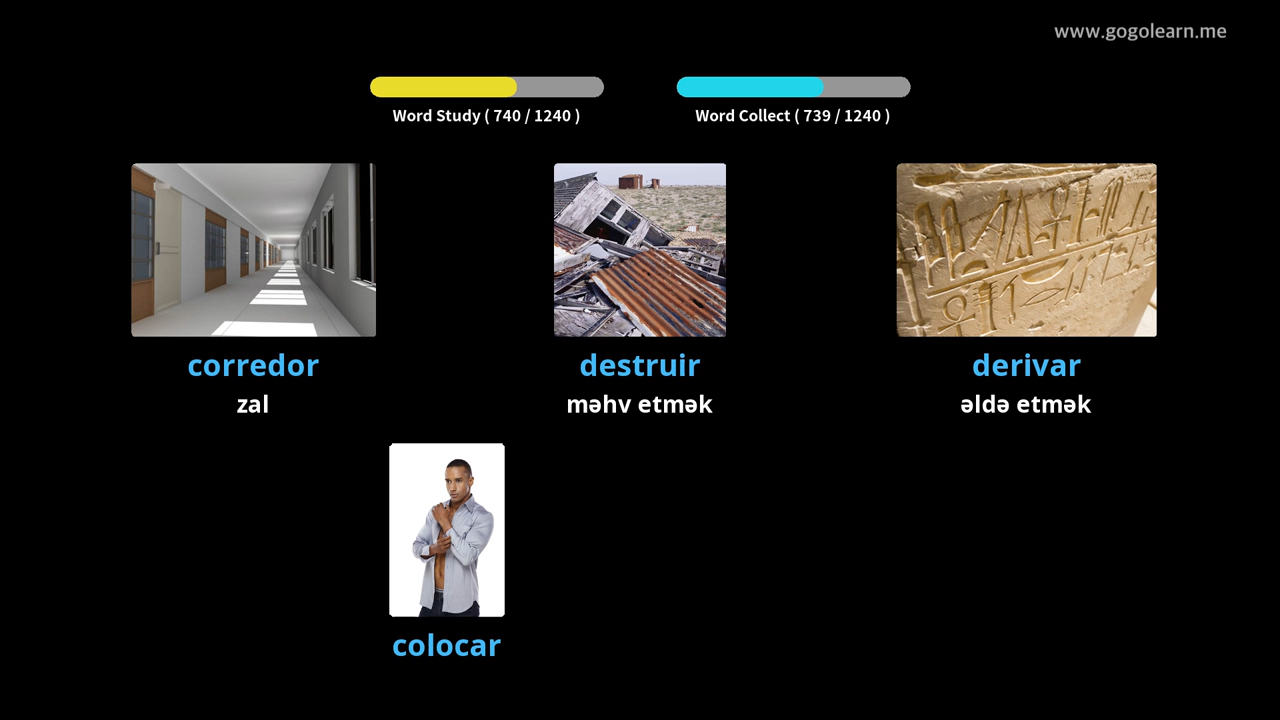 www.gogolearn.me
Word Study ( 740 / 1240 )
Word Collect ( 739 / 1240 )
corredor
destruir
derivar
zal
məhv etmək
əldə etmək
colocar